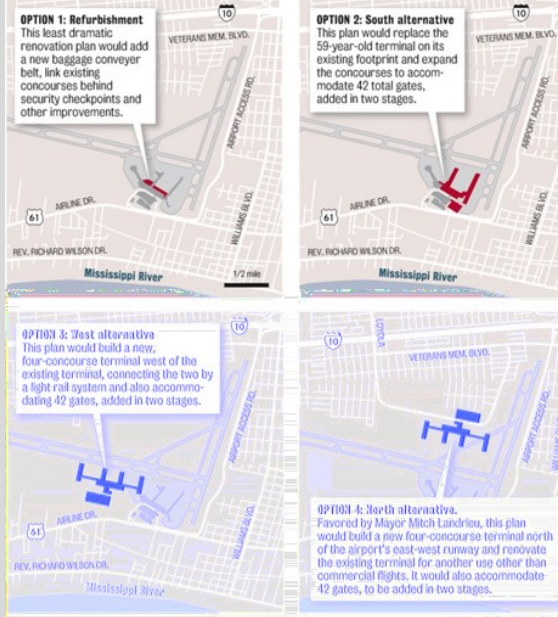 OPTION 1: Refurbishment
This least dramatic
renovation plan would add
a new baggage conveyer
belt, link existing
concourses behind
security checkpoints and
other improvements.
10
VETERANS MEM. BLVD.
AIRPORT ACCESS RD.
WILLIAMS BLVD.
61
AIRLINE DR.
REV. RICHARD WILSON DR.
Mississippi River
1/2 mile
OPTION 2: South alternative
This plan would replace the
59-year-old terminal on its
existing footprint and expand
the concourses to accom-
modate 42 total gates,
added in two stages.
10
VETERANS MEM. BLVD.
AIRPORT ACCESS RD.
WILLIAMS BLVD.
61
AIRLINE DR.
REV. RICHARD WILSON DR.
Mississippi River
OPTION 3: West alternative
This plan would build a new,
four-concourse terminal west of the
existing terminal, connecting the two by
a light rail system and also accommo-
dating 42 gates, added in two stages.
10
AIRPORT ACCESS RD.
WILLIAMS BLVD.
61
AIRLINE DR.
REV. RICHARD WILSON DR.
Mississippi River
10
LOYOLA
VETERANS MEM. BLVD.
AIRPORT ACCESS RD.
OPTION 4: North alternative.
Favored by Mayor Mitch Landrieu, this plan
would build a new four-concourse terminal north
of the airport's east-west runway and renovate
the existing terminal for another use other than
commercial flights. It would also accommodate
42 gates, to be added in two stages.